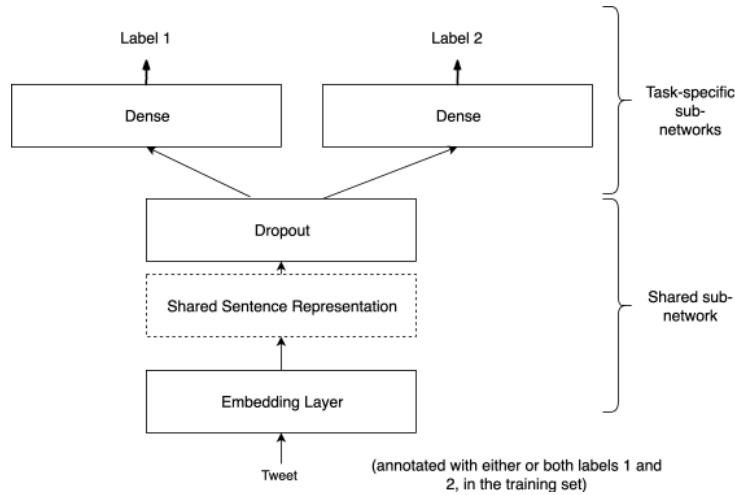 Label 1
Label 2
Dense
Dense
Task-specific
sub-
networks
Dropout
Shared Sentence Representation
Shared sub-
network
Embedding Layer
Tweet
(annotated with either or both labels 1 and
2, in the training set)